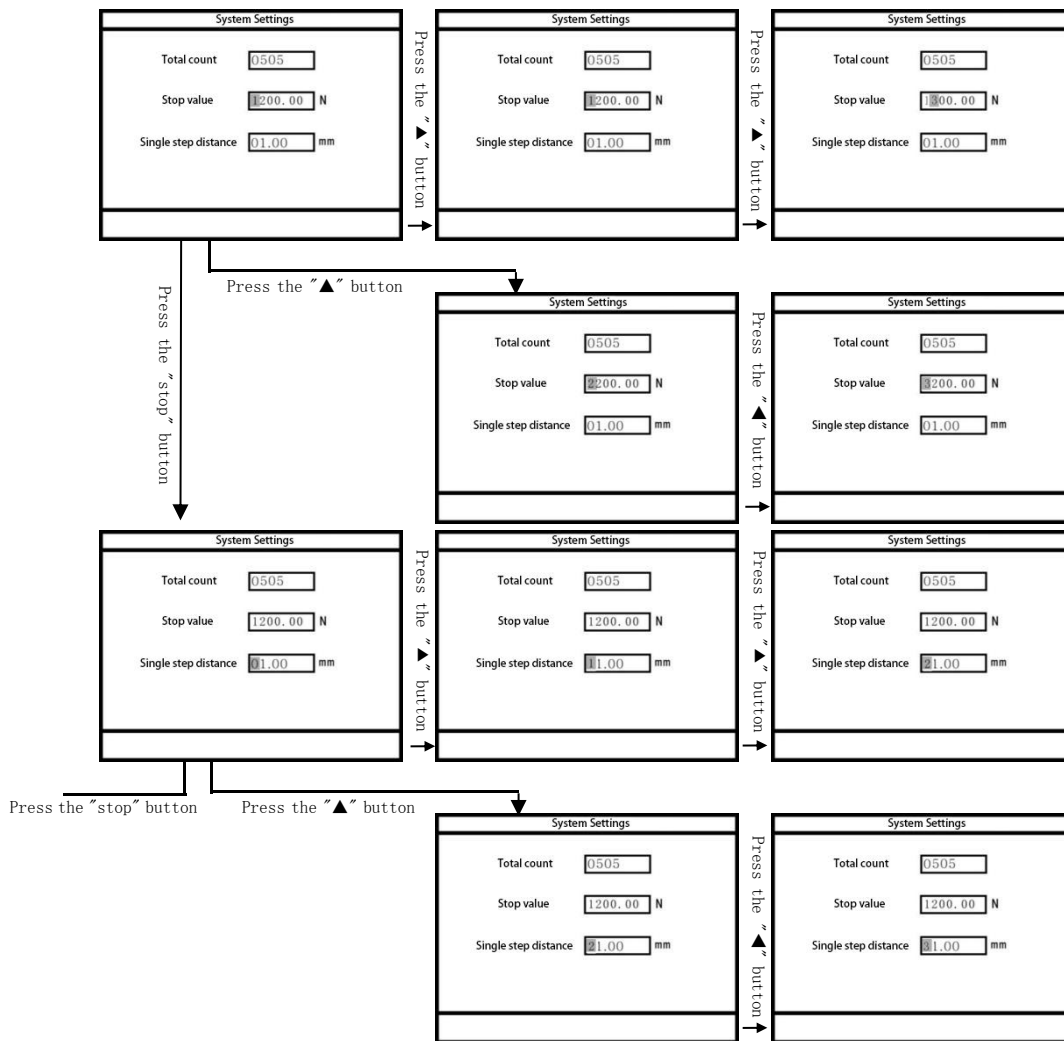 System Settings
Total count 0505
Stop value 1200.00 N
Single step distance 01.00 mm
Press the "▶" button
System Settings
Total count 0505
Stop value 1200.00 N
Single step distance 01.00 mm
Press the "▶" button
System Settings
Total count 0505
Stop value 1300.00 N
Single step distance 01.00 mm
Press the "stop" button
Press the "▲" button
System Settings
Total count 0505
Stop value 2200.00 N
Single step distance 01.00 mm
Press the "▲" button
System Settings
Total count 0505
Stop value 3200.00 N
Single step distance 01.00 mm
System Settings
Total count 0505
Stop value 1200.00 N
Single step distance 01.00 mm
Press the "▶" button
System Settings
Total count 0505
Stop value 1200.00 N
Single step distance 11.00 mm
Press the "▶" button
System Settings
Total count 0505
Stop value 1200.00 N
Single step distance 21.00 mm
Press the "stop" button
Press the "▲" button
System Settings
Total count 0505
Stop value 1200.00 N
Single step distance 21.00 mm
Press the "▲" button
System Settings
Total count 0505
Stop value 1200.00 N
Single step distance 31.00 mm